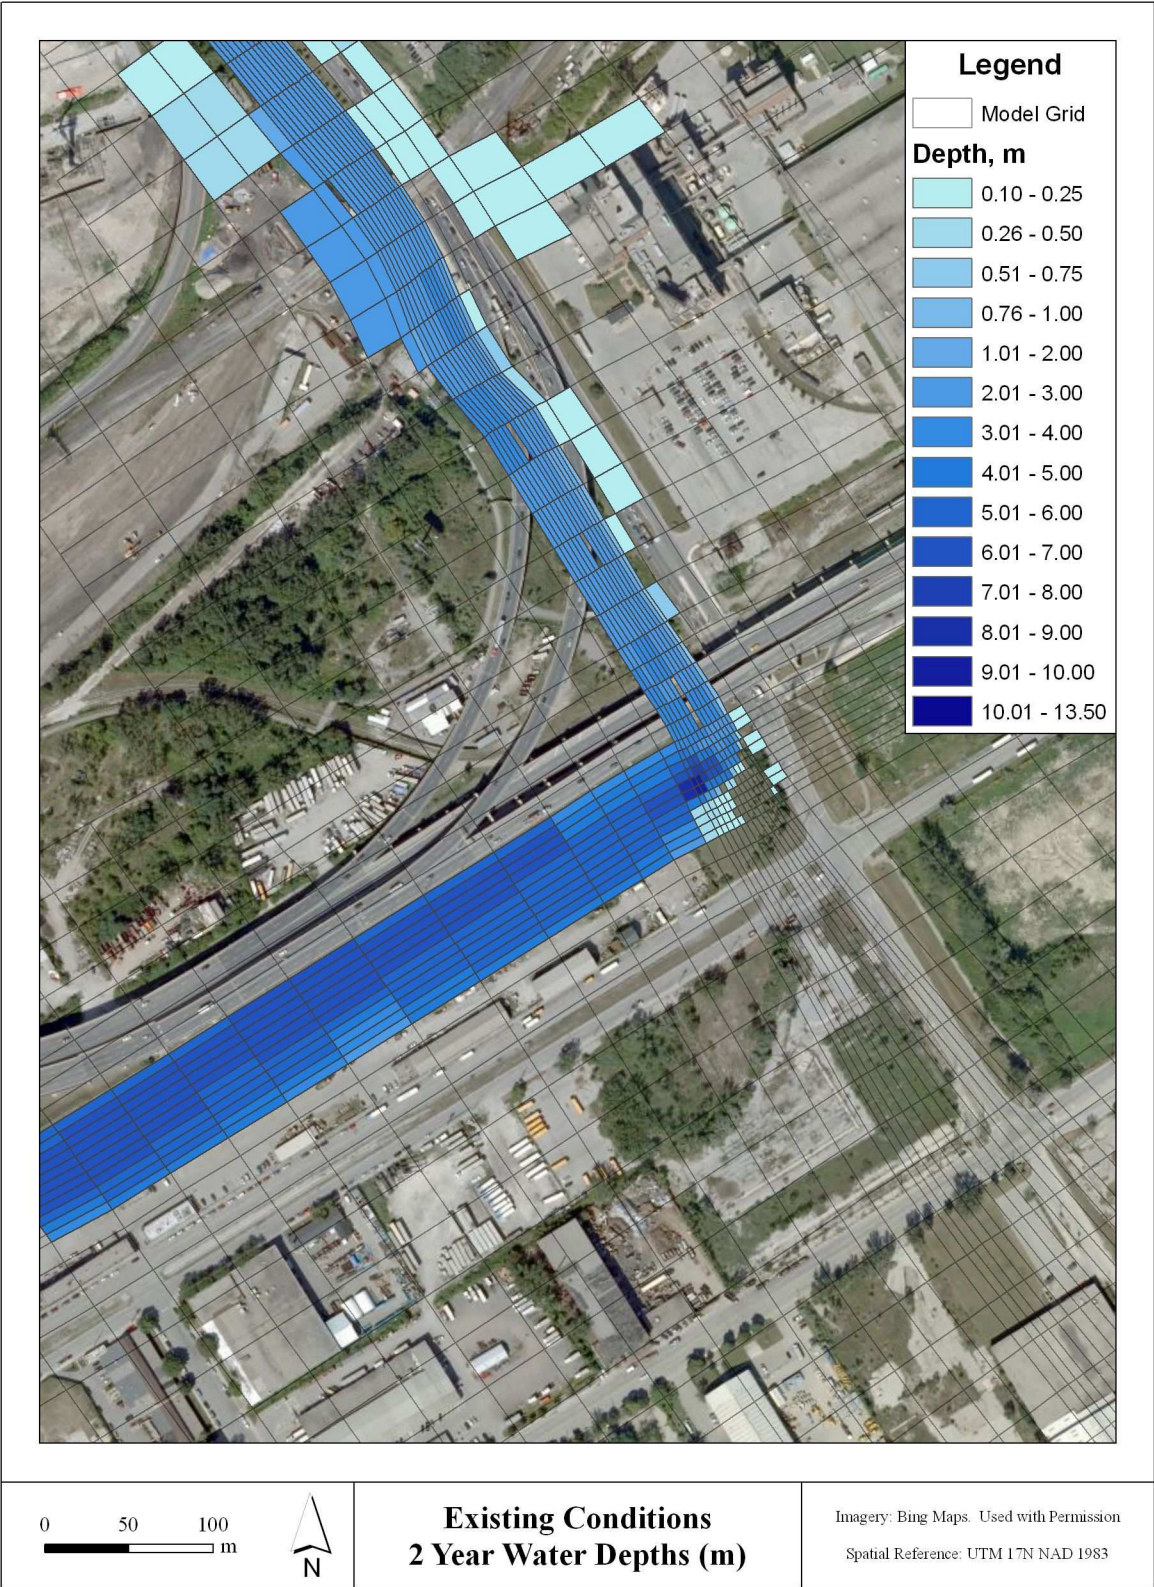 Legend
Model Grid
Depth, m
0.10 - 0.25
0.26 - 0.50
0.51 - 0.75
0.76 - 1.00
1.01 - 2.00
2.01 - 3.00
3.01 - 4.00
4.01 - 5.00
5.01 - 6.00
6.01 - 7.00
7.01 - 8.00
8.01 - 9.00
9.01 - 10.00
10.01 - 13.50
0 50 100
m
N
Existing Conditions
2 Year Water Depths (m)
Imagery: Bing Maps. Used with Permission
Spatial Reference: UTM 17N NAD 1983